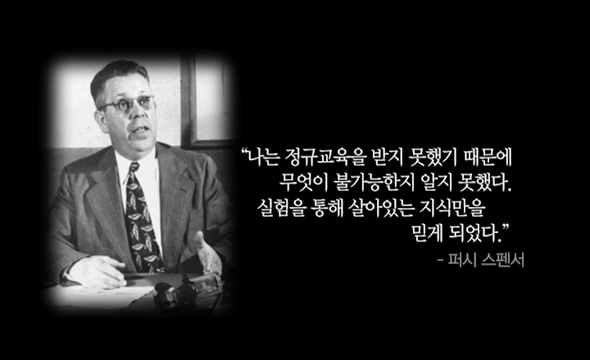 “나는 정규교육을 받지 못했기 때문에
무엇이 불가능한지 알지 못했다.
실험을 통해 살아있는 지식만을
믿게 되었다.”
- 퍼시 스펜서